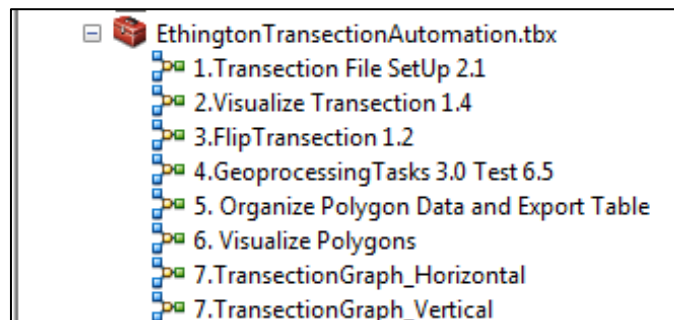 EthingtonTransectionAutomation.tbx
1.Transection File SetUp 2.1
2.Visualize Transection 1.4
3.FlipTransection 1.2
4.GeoprocessingTasks 3.0 Test 6.5
5. Organize Polygon Data and Export Table
6. Visualize Polygons
7.TransectionGraph_Horizontal
7.TransectionGraph_Vertical